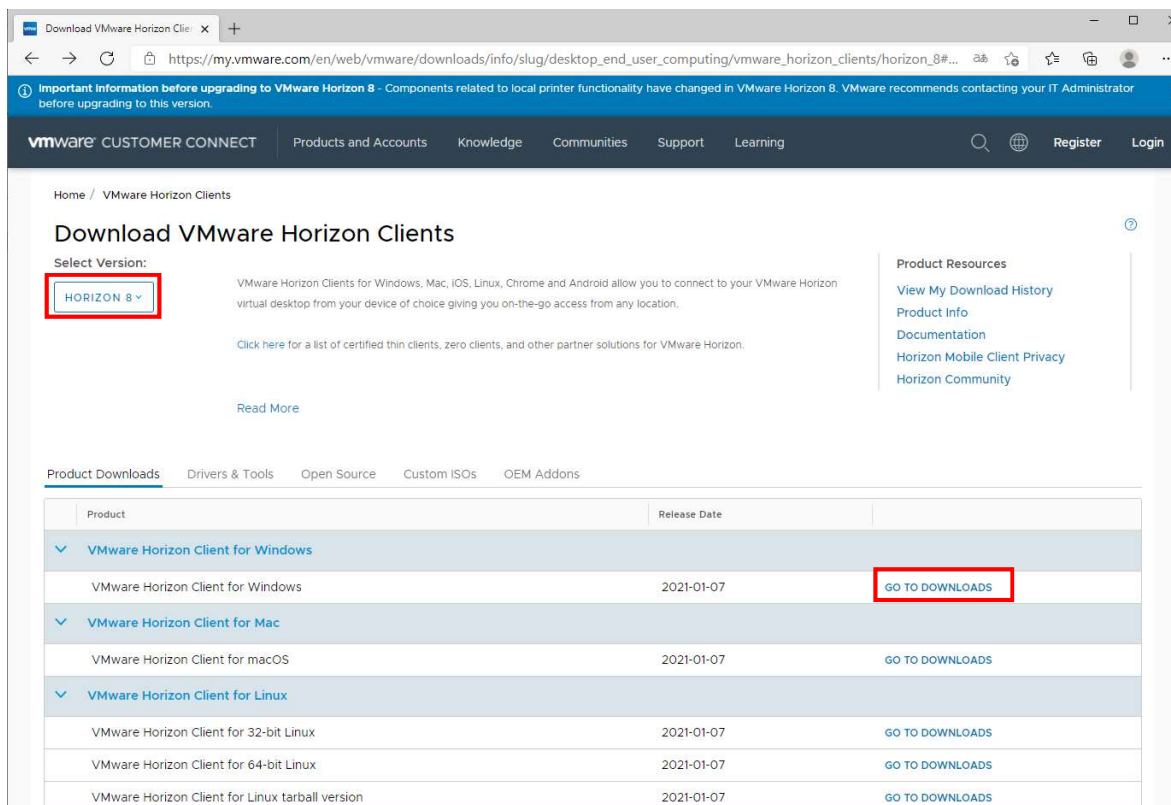 Download VMware Horizon Clie
https://my.vmware.com/en/web/vmware/downloads/info/slug/desktop_end_user_computing/vmware_horizon_clients/horizon_8#...
Important Information before upgrading to VMware Horizon 8 - Components related to local printer functionality have changed in VMware Horizon 8. VMware recommends contacting your IT Administrator
before upgrading to this version.
vmware CUSTOMER CONNECT Products and Accounts Knowledge Communities Support Learning Register Login
Home / VMware Horizon Clients
Download VMware Horizon Clients
Select Version:
HORIZON 8
VMware Horizon Clients for Windows, Mac, iOS, Linux, Chrome and Android allow you to connect to your VMware Horizon
virtual desktop from your device of choice giving you on-the-go access from any location.
Click here for a list of certified thin clients, zero clients, and other partner solutions for VMware Horizon.
Read More
Product Resources
View My Download History
Product Info
Documentation
Horizon Mobile Client Privacy
Horizon Community
Product Downloads Drivers & Tools Open Source Custom ISOs OEM Addons
Product Release Date
VMware Horizon Client for Windows
VMware Horizon Client for Windows 2021-01-07 GO TO DOWNLOADS
VMware Horizon Client for Mac
VMware Horizon Client for macOS 2021-01-07 GO TO DOWNLOADS
VMware Horizon Client for Linux
VMware Horizon Client for 32-bit Linux 2021-01-07 GO TO DOWNLOADS
VMware Horizon Client for 64-bit Linux 2021-01-07 GO TO DOWNLOADS
VMware Horizon Client for Linux tarball version 2021-01-07 GO TO DOWNLOADS